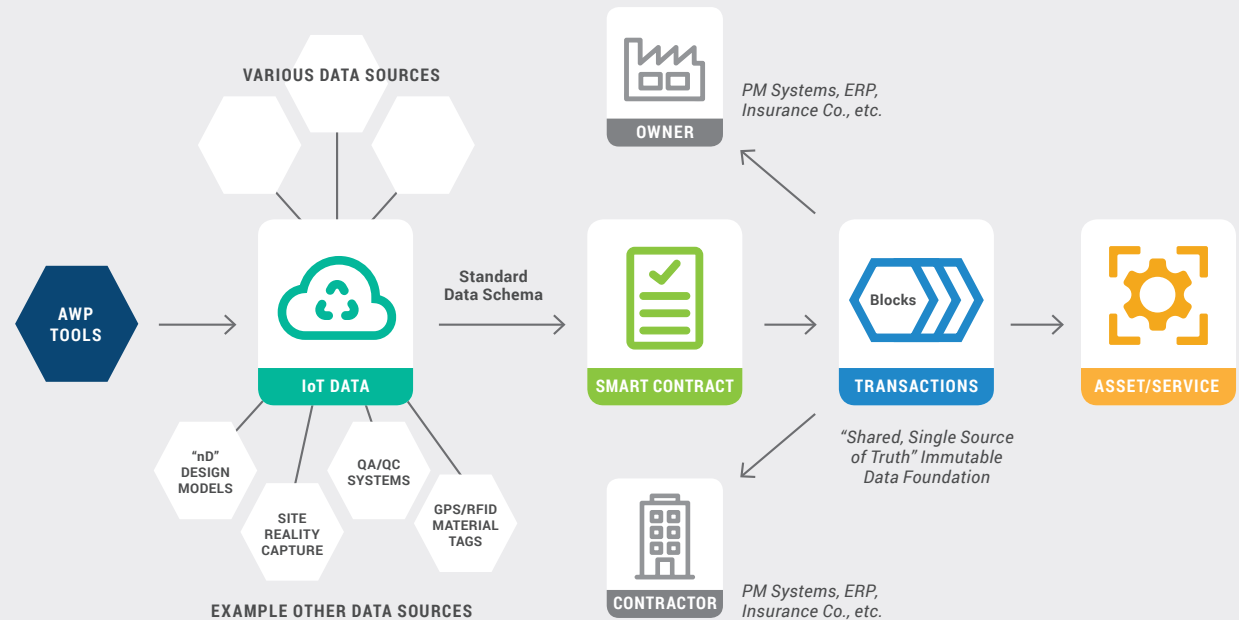 VARIOUS DATA SOURCES
PM Systems, ERP,
Insurance Co., etc.
OWNER
AWP
TOOLS
IoT DATA
Standard
Data Schema
SMART CONTRACT
Blocks
TRANSACTIONS
ASSET/SERVICE
"Shared, Single Source
of Truth" Immutable
Data Foundation
"nD"
DESIGN
MODELS
SITE
REALITY
CAPTURE
QA/QC
SYSTEMS
GPS/RFID
MATERIAL
TAGS
EXAMPLE OTHER DATA SOURCES
CONTRACTOR
PM Systems, ERP,
Insurance Co., etc.